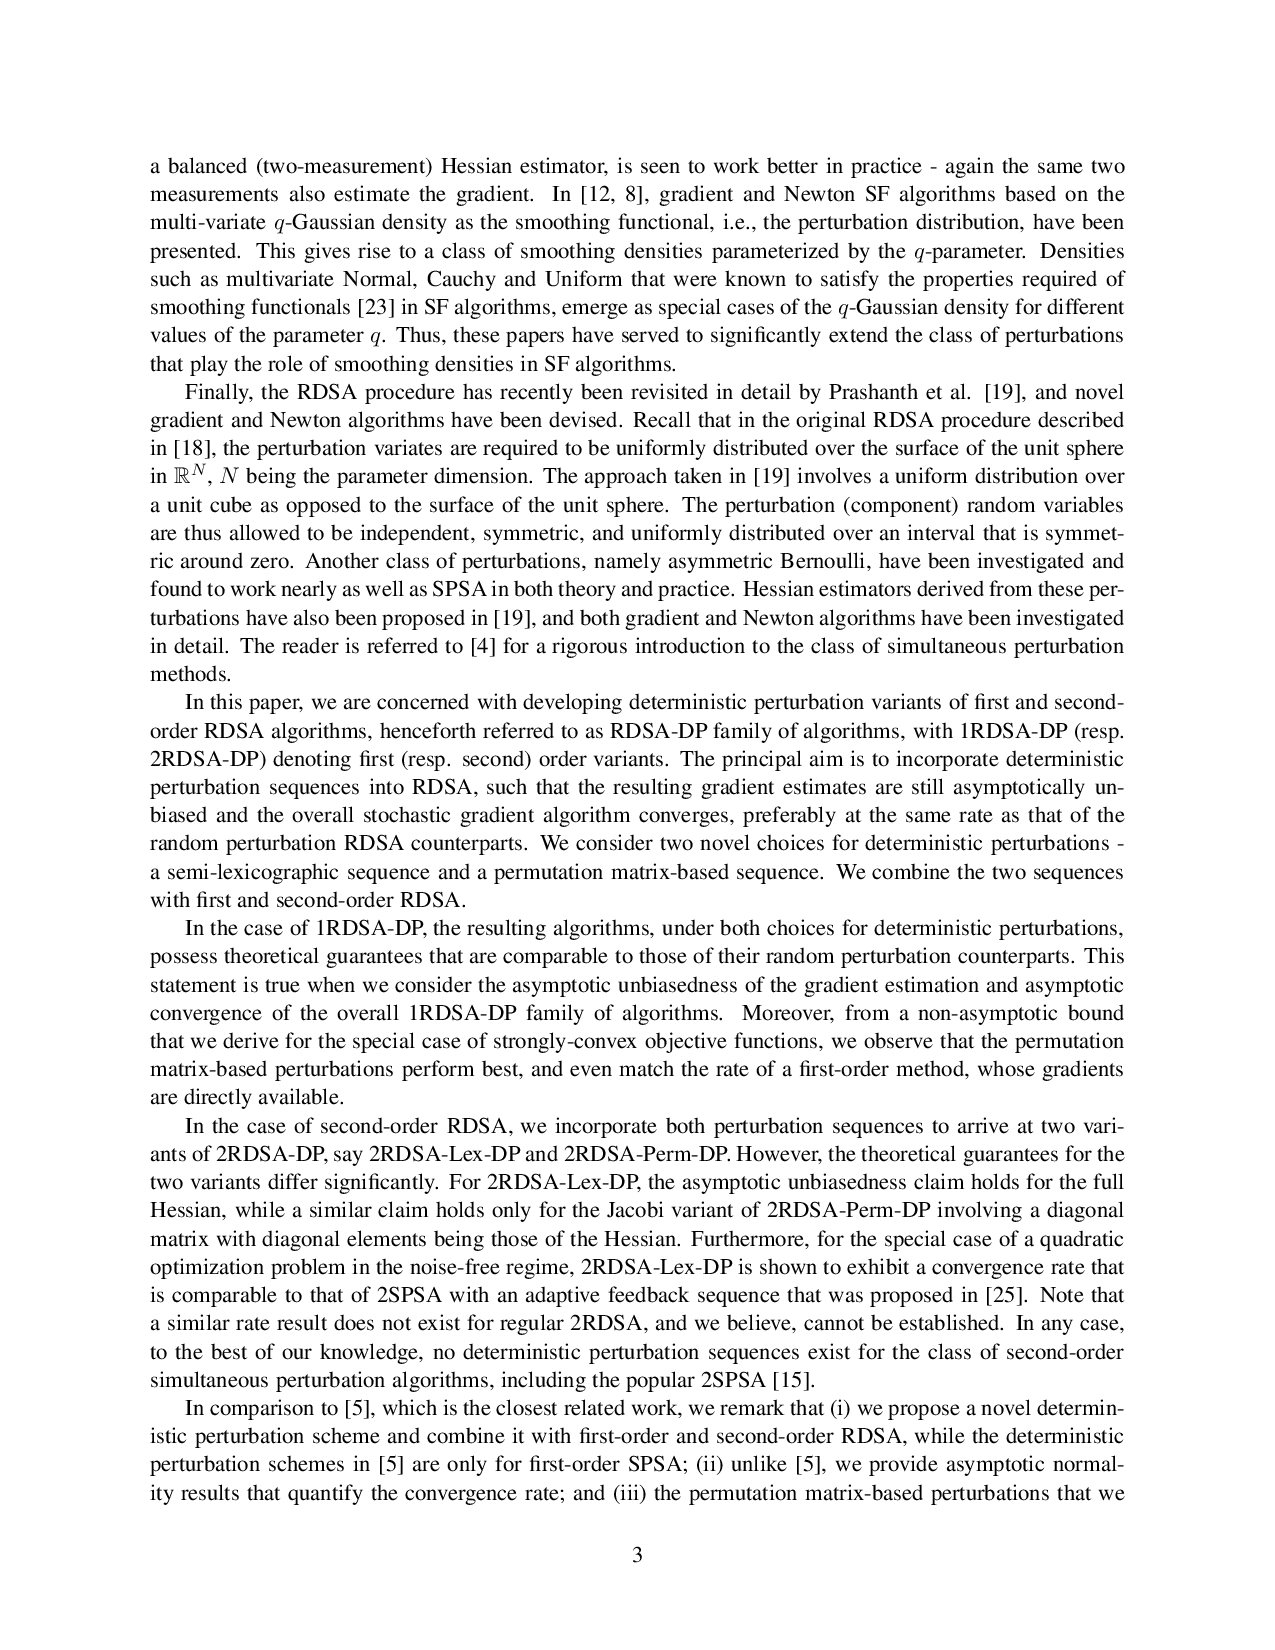 a balanced (two-measurement) Hessian estimator, is seen to work better in practice - again the same two
measurements also estimate the gradient. In [12, 8], gradient and Newton SF algorithms based on the
multi-variate q-Gaussian density as the smoothing functional, i.e., the perturbation distribution, have been
presented. This gives rise to a class of smoothing densities parameterized by the q-parameter. Densities
such as multivariate Normal, Cauchy and Uniform that were known to satisfy the properties required of
smoothing functionals [23] in SF algorithms, emerge as special cases of the q-Gaussian density for different
values of the parameter q. Thus, these papers have served to significantly extend the class of perturbations
that play the role of smoothing densities in SF algorithms.
Finally, the RDSA procedure has recently been revisited in detail by Prashanth et al. [19], and novel
gradient and Newton algorithms have been devised. Recall that in the original RDSA procedure described
in [18], the perturbation variates are required to be uniformly distributed over the surface of the unit sphere
in ℝ^N, N being the parameter dimension. The approach taken in [19] involves a uniform distribution over
a unit cube as opposed to the surface of the unit sphere. The perturbation (component) random variables
are thus allowed to be independent, symmetric, and uniformly distributed over an interval that is symmet-
ric around zero. Another class of perturbations, namely asymmetric Bernoulli, have been investigated and
found to work nearly as well as SPSA in both theory and practice. Hessian estimators derived from these per-
turbations have also been proposed in [19], and both gradient and Newton algorithms have been investigated
in detail. The reader is referred to [4] for a rigorous introduction to the class of simultaneous perturbation
methods.
In this paper, we are concerned with developing deterministic perturbation variants of first and second-
order RDSA algorithms, henceforth referred to as RDSA-DP family of algorithms, with 1RDSA-DP (resp.
2RDSA-DP) denoting first (resp. second) order variants. The principal aim is to incorporate deterministic
perturbation sequences into RDSA, such that the resulting gradient estimates are still asymptotically un-
biased and the overall stochastic gradient algorithm converges, preferably at the same rate as that of the
random perturbation RDSA counterparts. We consider two novel choices for deterministic perturbations -
a semi-lexicographic sequence and a permutation matrix-based sequence. We combine the two sequences
with first and second-order RDSA.
In the case of 1RDSA-DP, the resulting algorithms, under both choices for deterministic perturbations,
possess theoretical guarantees that are comparable to those of their random perturbation counterparts. This
statement is true when we consider the asymptotic unbiasedness of the gradient estimation and asymptotic
convergence of the overall 1RDSA-DP family of algorithms. Moreover, from a non-asymptotic bound
that we derive for the special case of strongly-convex objective functions, we observe that the permutation
matrix-based perturbations perform best, and even match the rate of a first-order method, whose gradients
are directly available.
In the case of second-order RDSA, we incorporate both perturbation sequences to arrive at two vari-
ants of 2RDSA-DP, say 2RDSA-Lex-DP and 2RDSA-Perm-DP. However, the theoretical guarantees for the
two variants differ significantly. For 2RDSA-Lex-DP, the asymptotic unbiasedness claim holds for the full
Hessian, while a similar claim holds only for the Jacobi variant of 2RDSA-Perm-DP involving a diagonal
matrix with diagonal elements being those of the Hessian. Furthermore, for the special case of a quadratic
optimization problem in the noise-free regime, 2RDSA-Lex-DP is shown to exhibit a convergence rate that
is comparable to that of 2SPSA with an adaptive feedback sequence that was proposed in [25]. Note that
a similar rate result does not exist for regular 2RDSA, and we believe, cannot be established. In any case,
to the best of our knowledge, no deterministic perturbation sequences exist for the class of second-order
simultaneous perturbation algorithms, including the popular 2SPSA [15].
In comparison to [5], which is the closest related work, we remark that (i) we propose a novel determin-
istic perturbation scheme and combine it with first-order and second-order RDSA, while the deterministic
perturbation schemes in [5] are only for first-order SPSA; (ii) unlike [5], we provide asymptotic normal-
ity results that quantify the convergence rate; and (iii) the permutation matrix-based perturbations that we
3